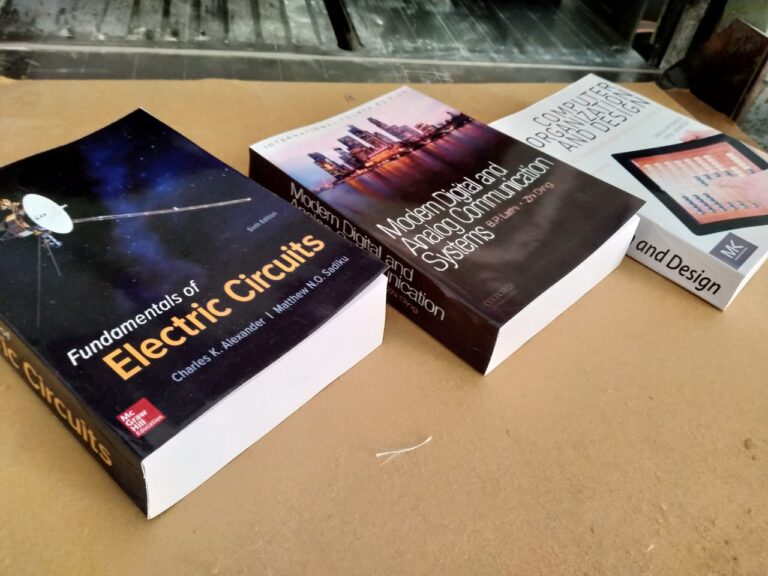 Sixth Edition
Fundamentals of
Electric Circuits
Charles K. Alexander | Matthew N.O. Sadiku
Mc
Graw
Hill
Education
Circuits
INTERNATIONAL FOURTH EDITION
Modern Digital and
Analog Communication
Systems
B.P. Lathi • Zhi Ding
OXFORD
Modern Digital and
Ding
COMPUTER
ORGANIZATION
AND DESIGN
MK
and Design